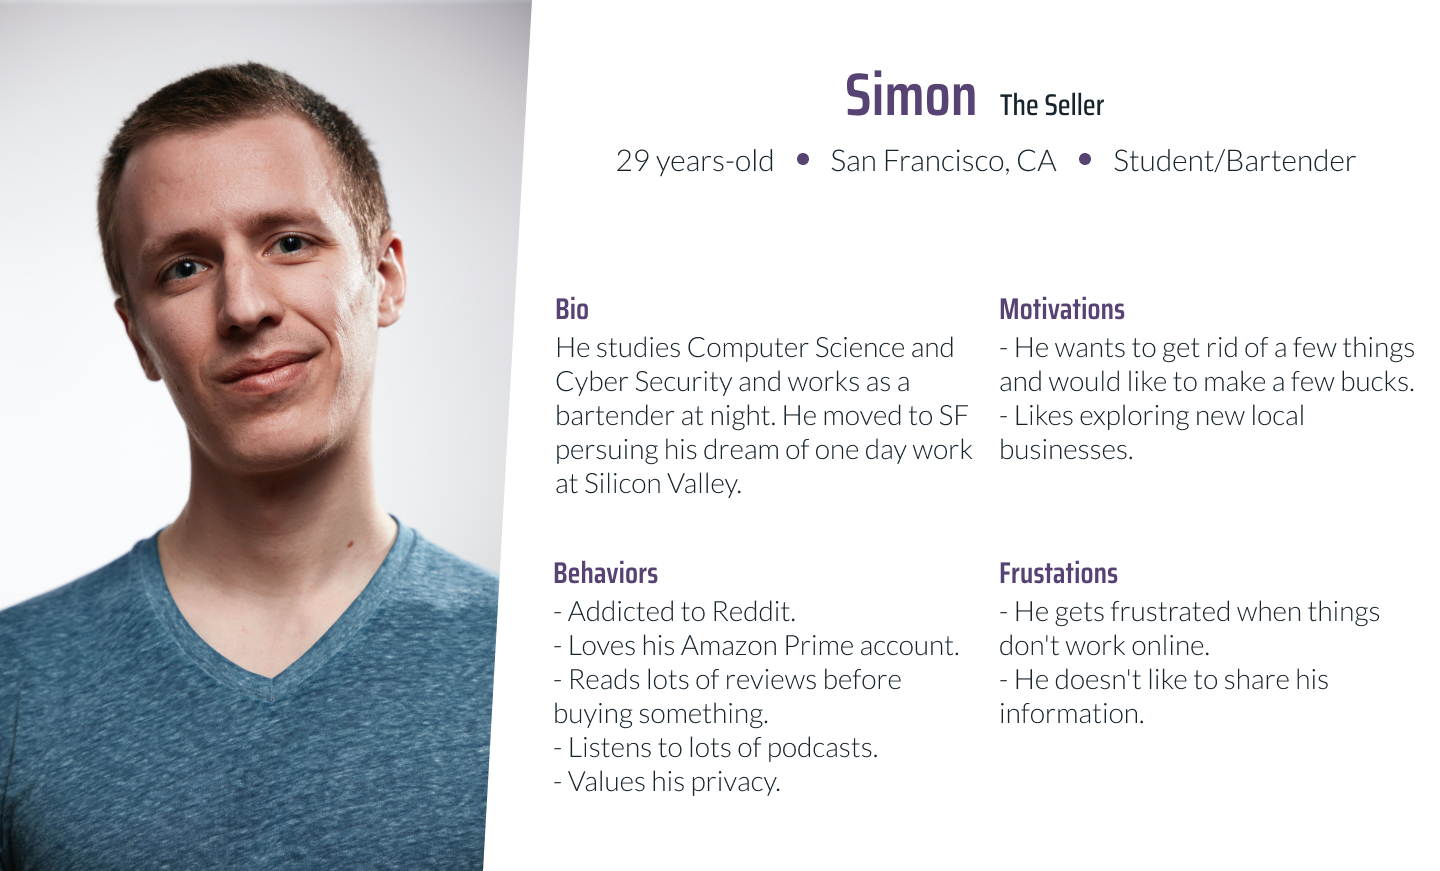 Simon The Seller
29 years-old • San Francisco, CA • Student/Bartender
Bio
He studies Computer Science and
Cyber Security and works as a
bartender at night. He moved to SF
persuing his dream of one day work
at Silicon Valley.
Motivations
- He wants to get rid of a few things
and would like to make a few bucks.
- Likes exploring new local
businesses.
Behaviors
- Addicted to Reddit.
- Loves his Amazon Prime account.
- Reads lots of reviews before
buying something.
- Listens to lots of podcasts.
- Values his privacy.
Frustations
- He gets frustrated when things
don't work online.
- He doesn't like to share his
information.